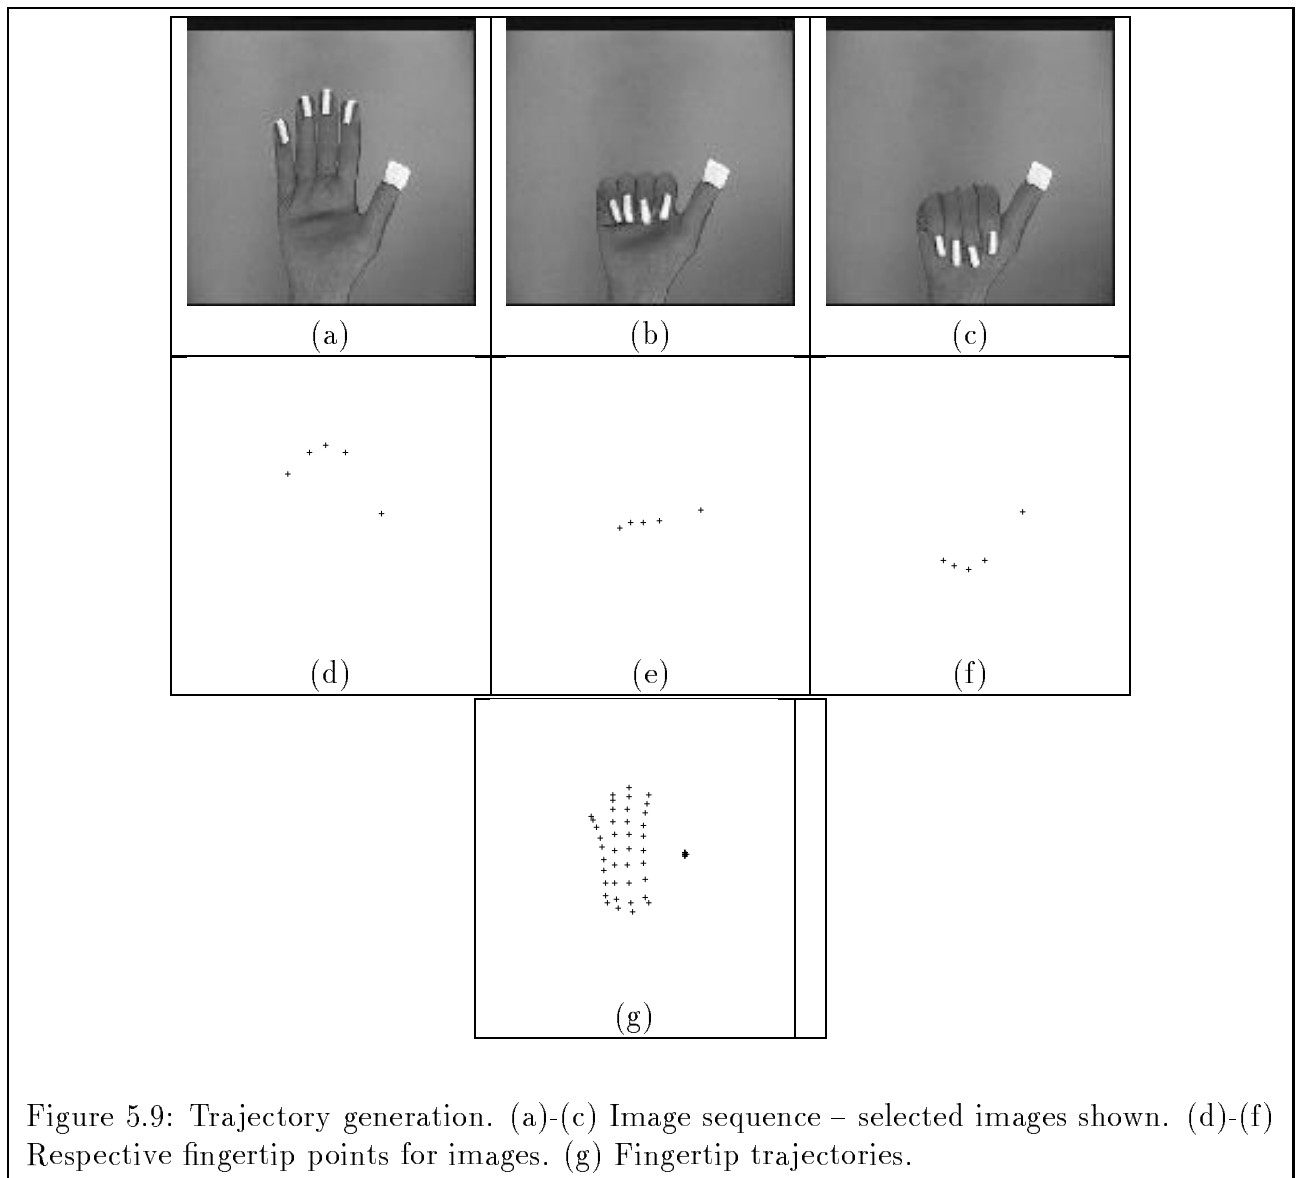 (a) (b) (c)
(d) (e) (f)
(g)
Figure 5.9: Trajectory generation. (a)-(c) Image sequence – selected images shown. (d)-(f)
Respective fingertip points for images. (g) Fingertip trajectories.